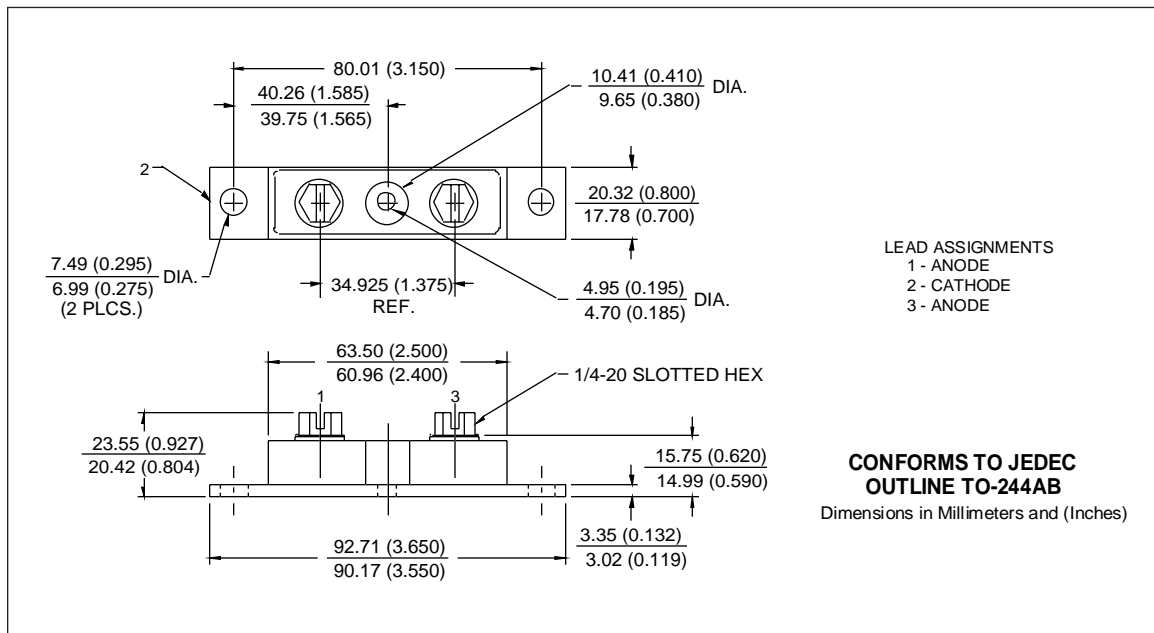 80.01 (3.150)
40.26 (1.585)
39.75 (1.565)
10.41 (0.410)
9.65 (0.380)
DIA.
2
20.32 (0.800)
17.78 (0.700)
7.49 (0.295)
6.99 (0.275)
DIA.
(2 PLCS.)
34.925 (1.375)
REF.
4.95 (0.195)
4.70 (0.185)
DIA.
LEAD ASSIGNMENTS
1 - ANODE
2 - CATHODE
3 - ANODE
63.50 (2.500)
60.96 (2.400)
1/4-20 SLOTTED HEX
1
3
23.55 (0.927)
20.42 (0.804)
15.75 (0.620)
14.99 (0.590)
3.35 (0.132)
3.02 (0.119)
92.71 (3.650)
90.17 (3.550)
CONFORMS TO JEDEC
OUTLINE TO-244AB
Dimensions in Millimeters and (Inches)